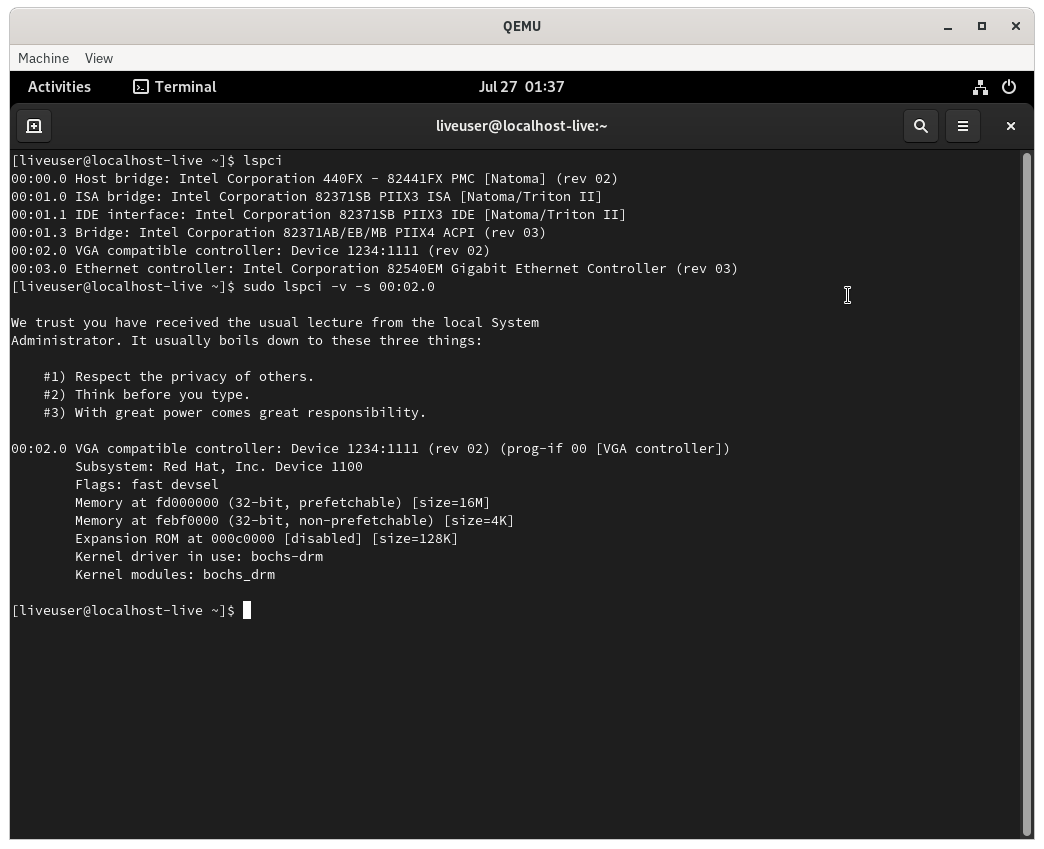 QEMU
Machine View
Activities Terminal Jul 27 01:37
liveuser@localhost-live:~
[liveuser@localhost-live ~]$ lspci
00:00.0 Host bridge: Intel Corporation 440FX - 82441FX PMC [Natoma] (rev 02)
00:01.0 ISA bridge: Intel Corporation 82371SB PIIX3 ISA [Natoma/Triton II]
00:01.1 IDE interface: Intel Corporation 82371SB PIIX3 IDE [Natoma/Triton II]
00:01.3 Bridge: Intel Corporation 82371AB/EB/MB PIIX4 ACPI (rev 03)
00:02.0 VGA compatible controller: Device 1234:1111 (rev 02)
00:03.0 Ethernet controller: Intel Corporation 82540EM Gigabit Ethernet Controller (rev 03)
[liveuser@localhost-live ~]$ sudo lspci -v -s 00:02.0
We trust you have received the usual lecture from the local System
Administrator. It usually boils down to these three things:
#1) Respect the privacy of others.
#2) Think before you type.
#3) With great power comes great responsibility.
00:02.0 VGA compatible controller: Device 1234:1111 (rev 02) (prog-if 00 [VGA controller])
Subsystem: Red Hat, Inc. Device 1100
Flags: fast devsel
Memory at fd000000 (32-bit, prefetchable) [size=16M]
Memory at febf0000 (32-bit, non-prefetchable) [size=4K]
Expansion ROM at 000c0000 [disabled] [size=128K]
Kernel driver in use: bochs-drm
Kernel modules: bochs_drm
[liveuser@localhost-live ~]$